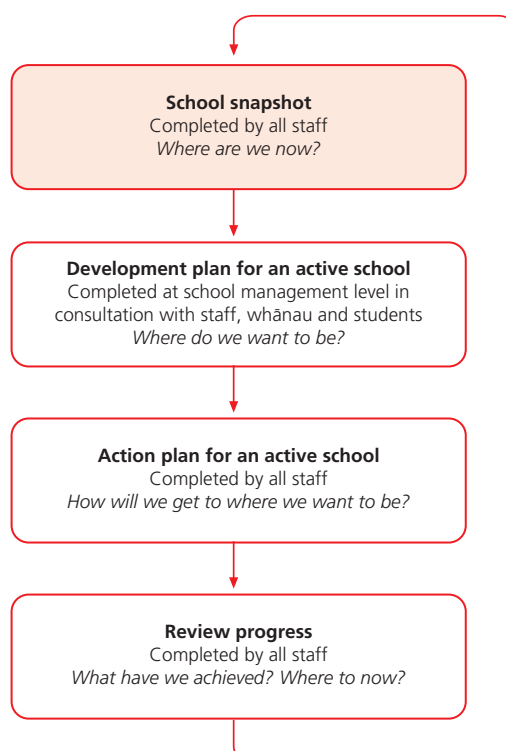 School snapshot
Completed by all staff
Where are we now?
Development plan for an active school
Completed at school management level in
consultation with staff, whānau and students
Where do we want to be?
Action plan for an active school
Completed by all staff
How will we get to where we want to be?
Review progress
Completed by all staff
What have we achieved? Where to now?